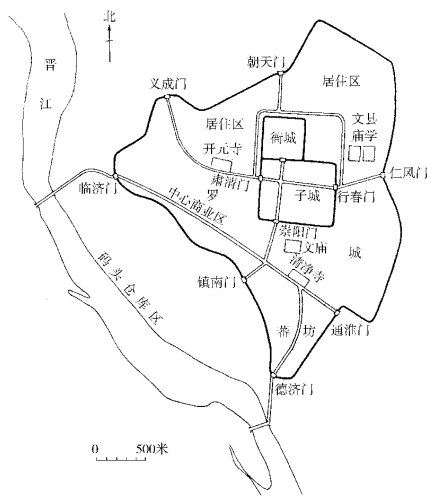 北
晋江
朝天门
义成门
居住区
居住区
文庙
县学
衙城
开元寺
仁风门
肃清门
罗
临济门
中心商业区
子城
行春门
崇阳门
文庙
城
清净寺
镇南门
码头仓库区
蕃坊
通淮门
德济门
0 500米